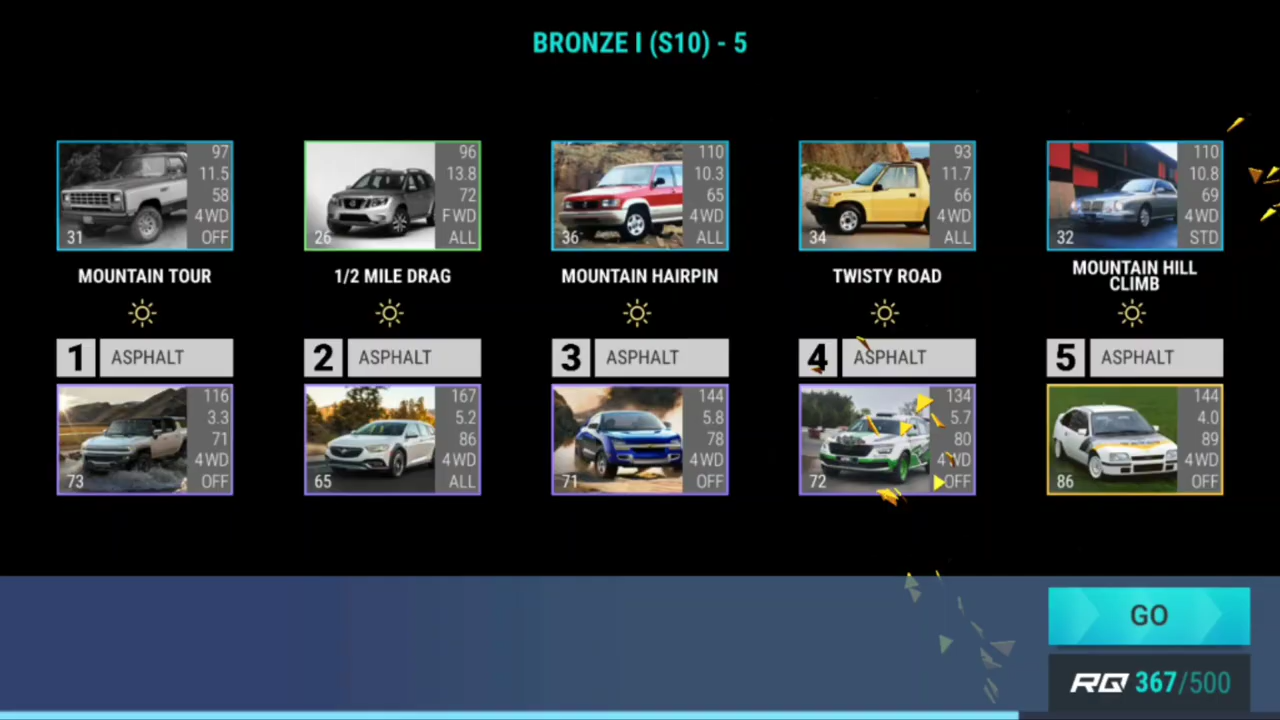 BRONZE I (S10) - 5
97
11.5
58
4WD
OFF
31
96
13.8
72
FWD
ALL
26
110
10.3
65
4WD
ALL
36
93
11.7
66
4WD
ALL
34
110
10.8
69
4WD
STD
32
MOUNTAIN TOUR
1/2 MILE DRAG
MOUNTAIN HAIRPIN
TWISTY ROAD
MOUNTAIN HILL
CLIMB
1 ASPHALT
2 ASPHALT
3 ASPHALT
4 ASPHALT
5 ASPHALT
116
3.3
71
4WD
OFF
73
167
5.2
86
4WD
ALL
65
144
5.8
78
4WD
OFF
71
134
5.7
80
4WD
OFF
72
144
4.0
89
4WD
OFF
86
GO
RQ 367/500